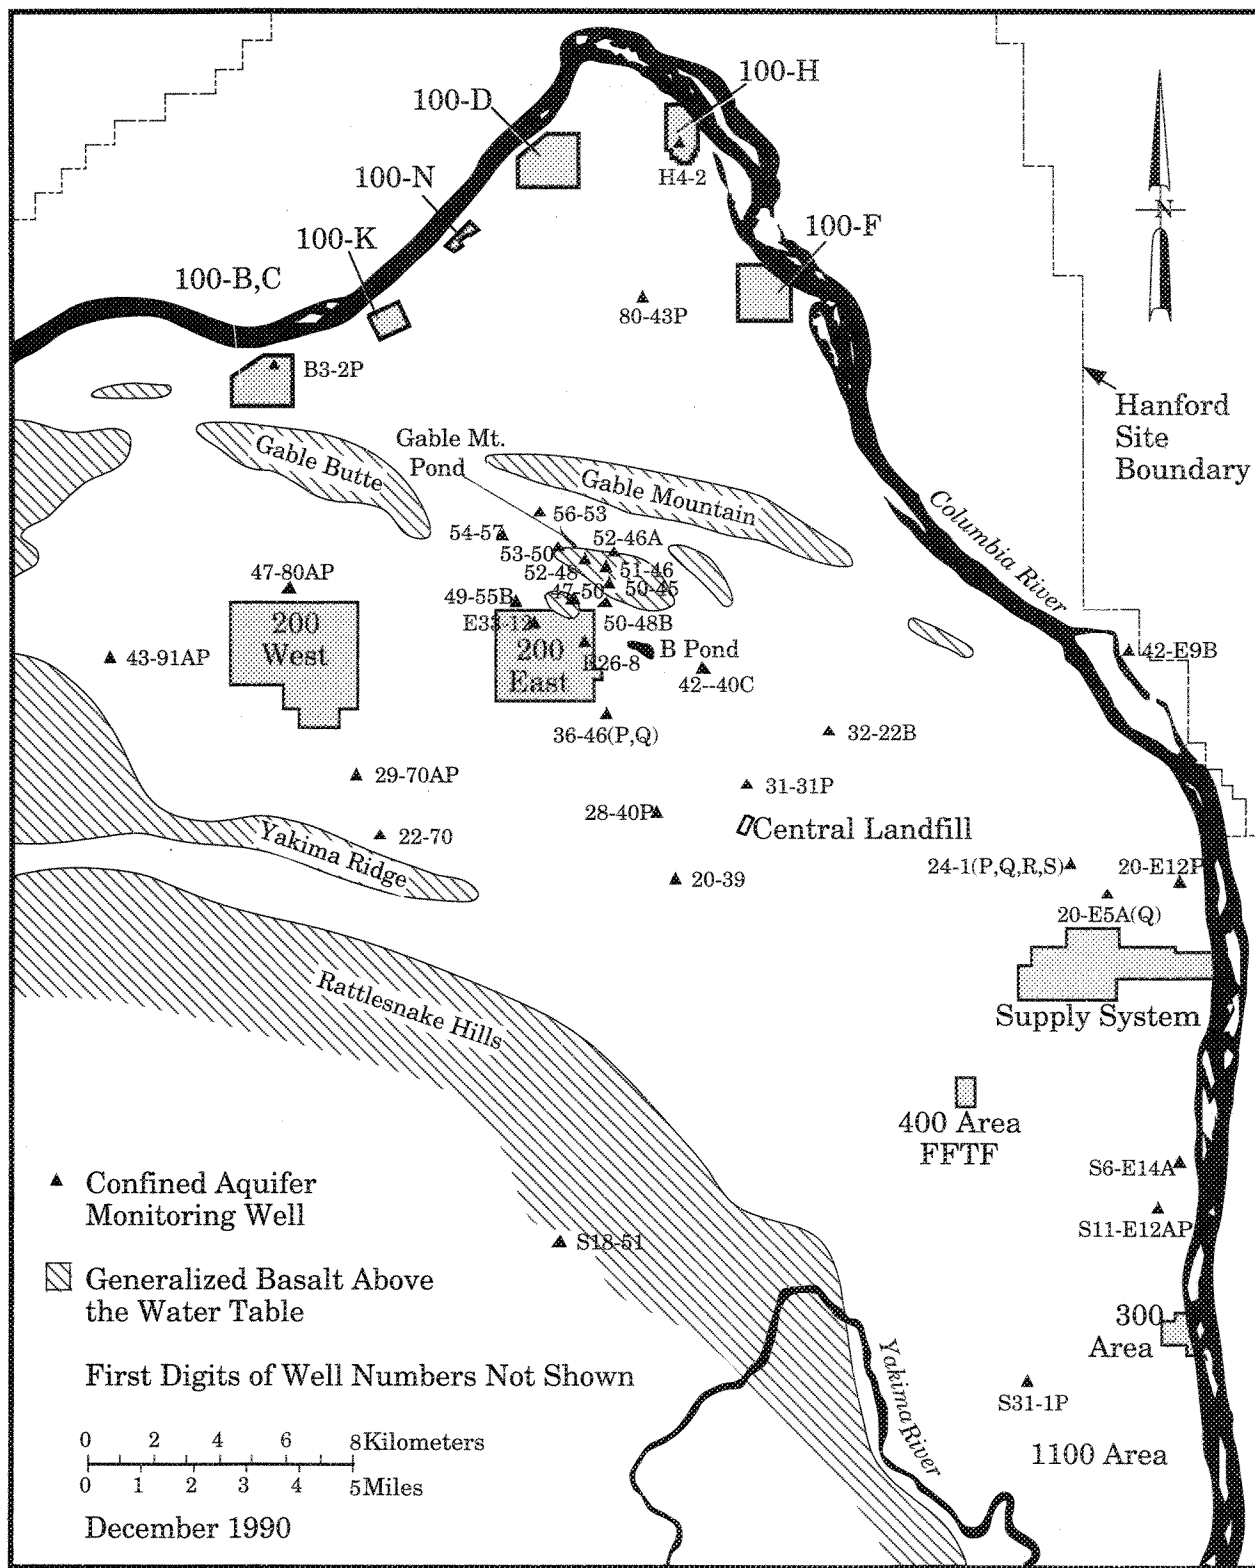 100-H
100-D
H4-2
100-N
N
100-K
100-F
100-B,C
80-43P
B3-2P
Hanford
Site
Boundary
Gable Mt.
Pond
Gable Butte
Gable Mountain
Columbia River
56-53
54-57
52-46A
53-50
52-48
51-46
47-80AP
47-50
50-45
49-55B
50-48B
E33-12
200
West
200
East
B Pond
E26-8
42-E9B
43-91AP
42--40C
36-46(P,Q)
32-22B
29-70AP
31-31P
28-40P
Central Landfill
22-70
Yakima Ridge
20-39
24-1(P,Q,R,S)
20-E12P
20-E5A(Q)
Rattlesnake Hills
Supply System
400 Area
FFTF
S6-E14A
S11-E12AP
Confined Aquifer
Monitoring Well
S18-51
Generalized Basalt Above
the Water Table
300
Area
First Digits of Well Numbers Not Shown
Yakima River
S31-1P
1100 Area
0 2 4 6 8 Kilometers
0 1 2 3 4 5 Miles
December 1990